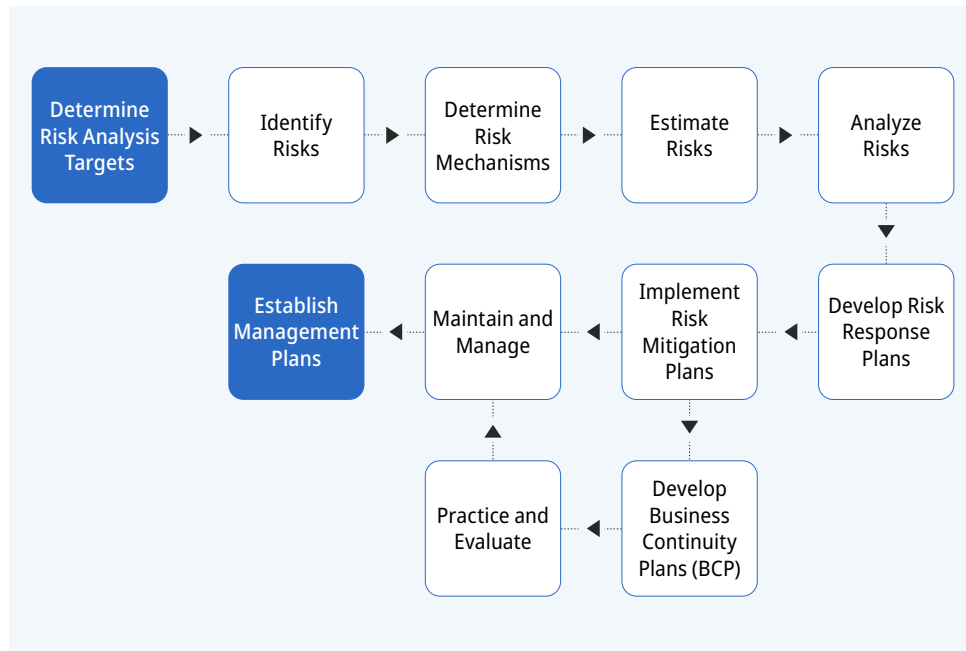 Determine
Risk Analysis
Targets
Identify
Risks
Determine
Risk
Mechanisms
Estimate
Risks
Analyze
Risks
Establish
Management
Plans
Maintain and
Manage
Implement
Risk
Mitigation
Plans
Develop Risk
Response
Plans
Practice and
Evaluate
Develop
Business
Continuity
Plans (BCP)